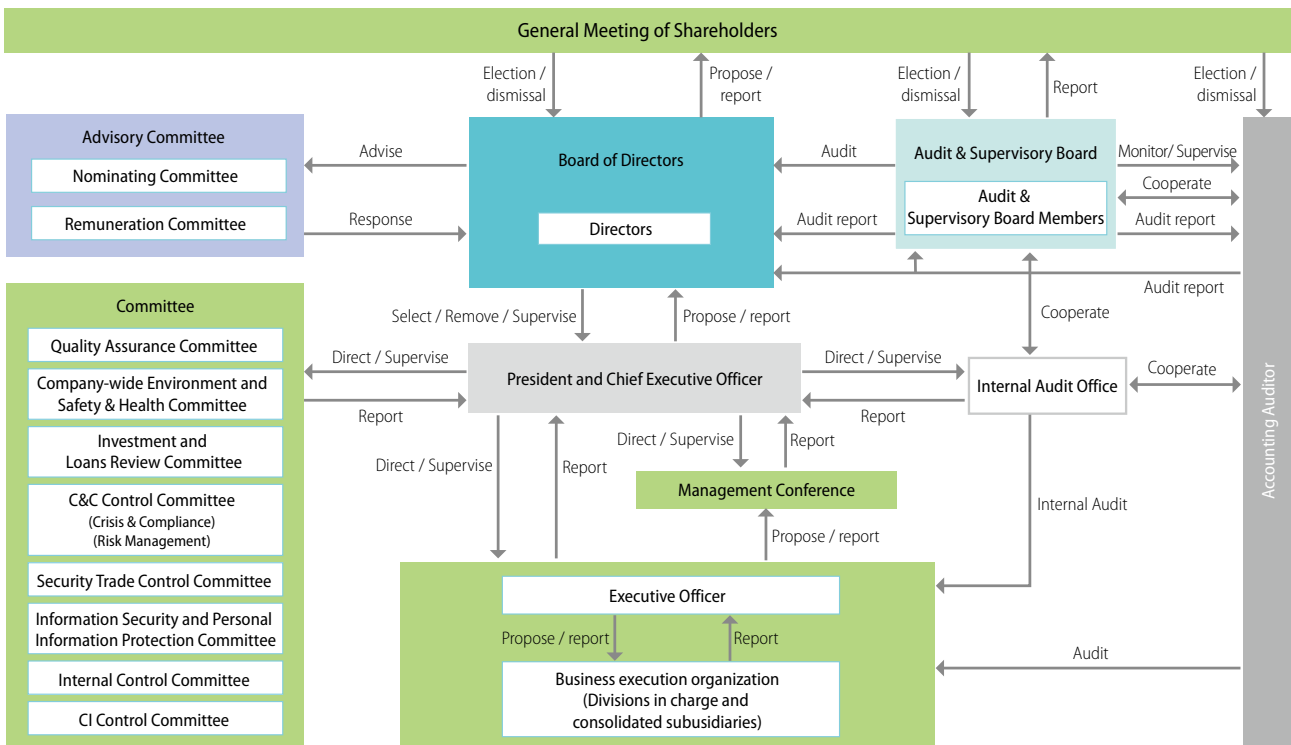 General Meeting of Shareholders
Election /
dismissal
Propose /
report
Election /
dismissal
Report
Election /
dismissal
Advisory Committee
Nominating Committee
Remuneration Committee
Advise
Response
Board of Directors
Directors
Audit
Audit report
Audit & Supervisory Board
Audit &
Supervisory Board Members
Monitor/ Supervise
Cooperate
Audit report
Audit report
Accounting Auditor
Select / Remove / Supervise
Propose / report
Cooperate
Committee
Quality Assurance Committee
Company-wide Environment and
Safety & Health Committee
Investment and
Loans Review Committee
C&C Control Committee
(Crisis & Compliance)
(Risk Management)
Security Trade Control Committee
Information Security and Personal
Information Protection Committee
Internal Control Committee
CI Control Committee
Direct / Supervise
Report
President and Chief Executive Officer
Direct / Supervise
Report
Internal Audit Office
Cooperate
Direct / Supervise
Report
Direct / Supervise
Report
Management Conference
Internal Audit
Propose / report
Executive Officer
Propose / report
Report
Business execution organization
(Divisions in charge and
consolidated subusidiaries)
Audit